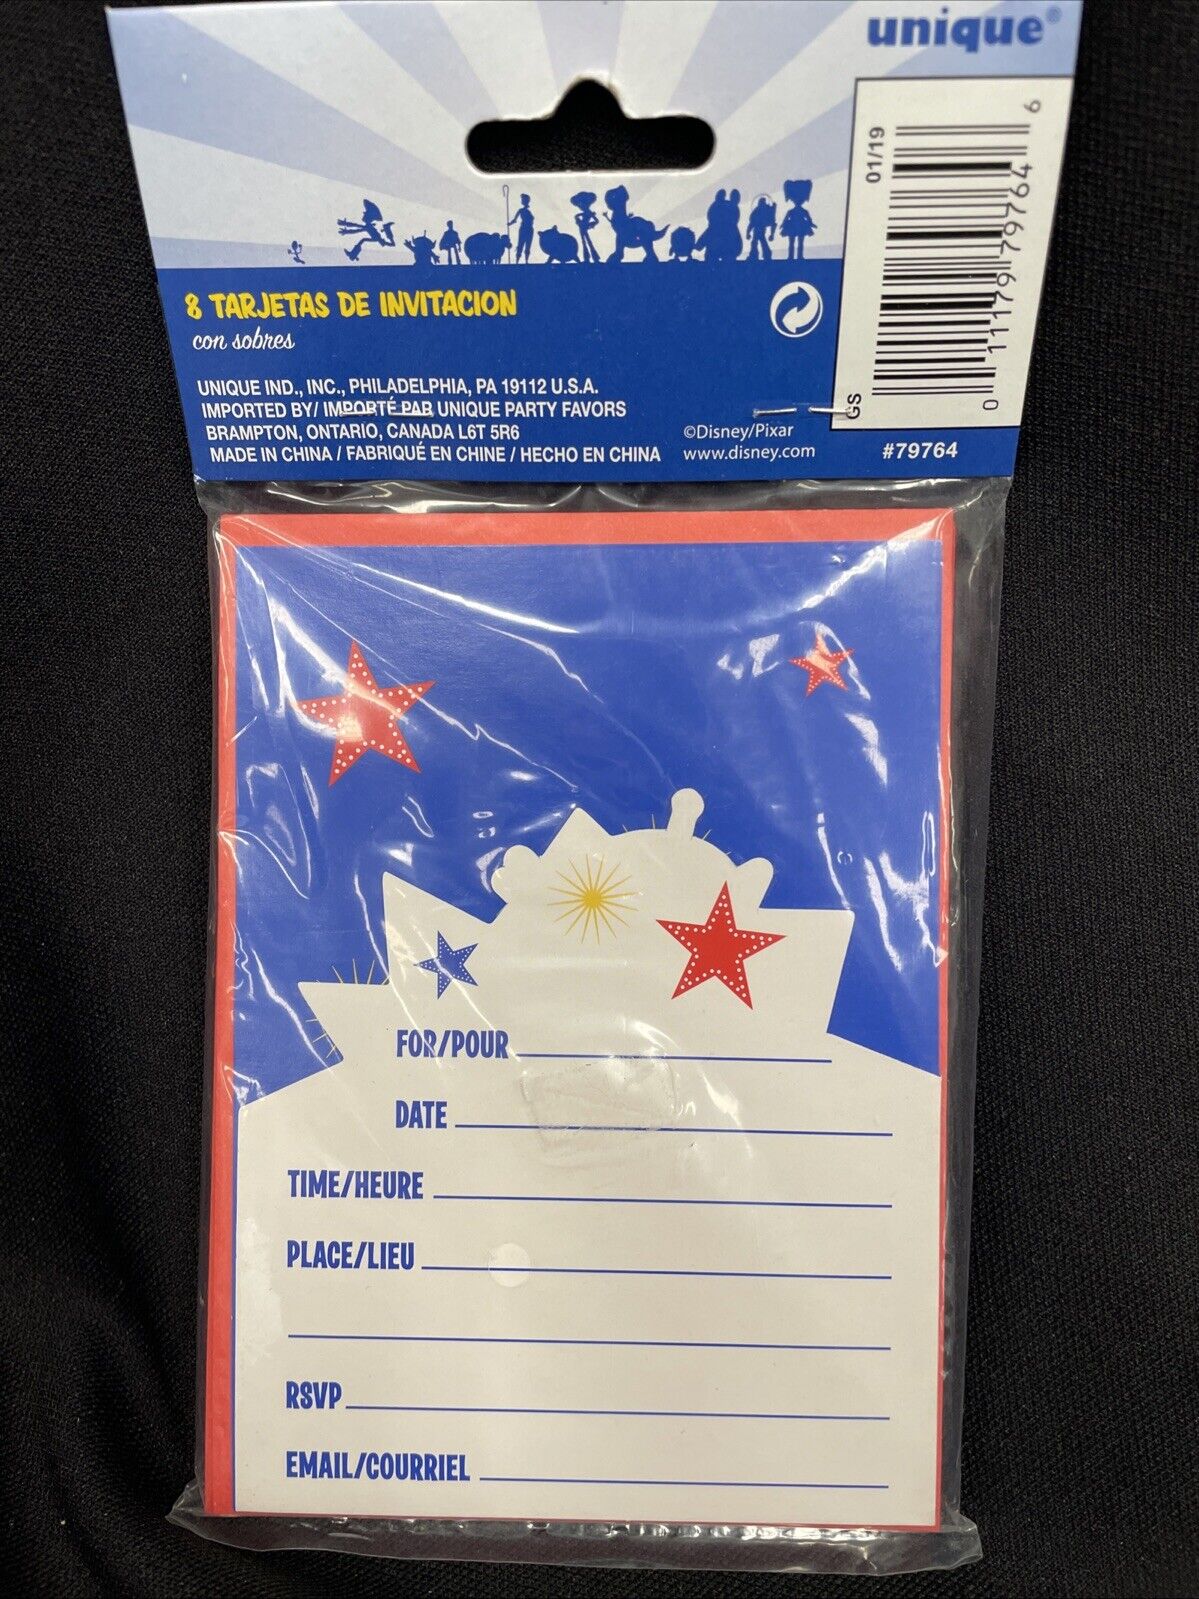 unique®
01/19
0 11179 79764 6
GS
8 TARJETAS DE INVITACION
con sobres
UNIQUE IND., INC., PHILADELPHIA, PA 19112 U.S.A.
IMPORTED BY/ IMPORTÉ PAR UNIQUE PARTY FAVORS
BRAMPTON, ONTARIO, CANADA L6T 5R6
MADE IN CHINA / FABRIQUÉ EN CHINE / HECHO EN CHINA
©Disney/Pixar
www.disney.com
#79764
FOR/POUR
DATE
TIME/HEURE
PLACE/LIEU
RSVP
EMAIL/COURRIEL